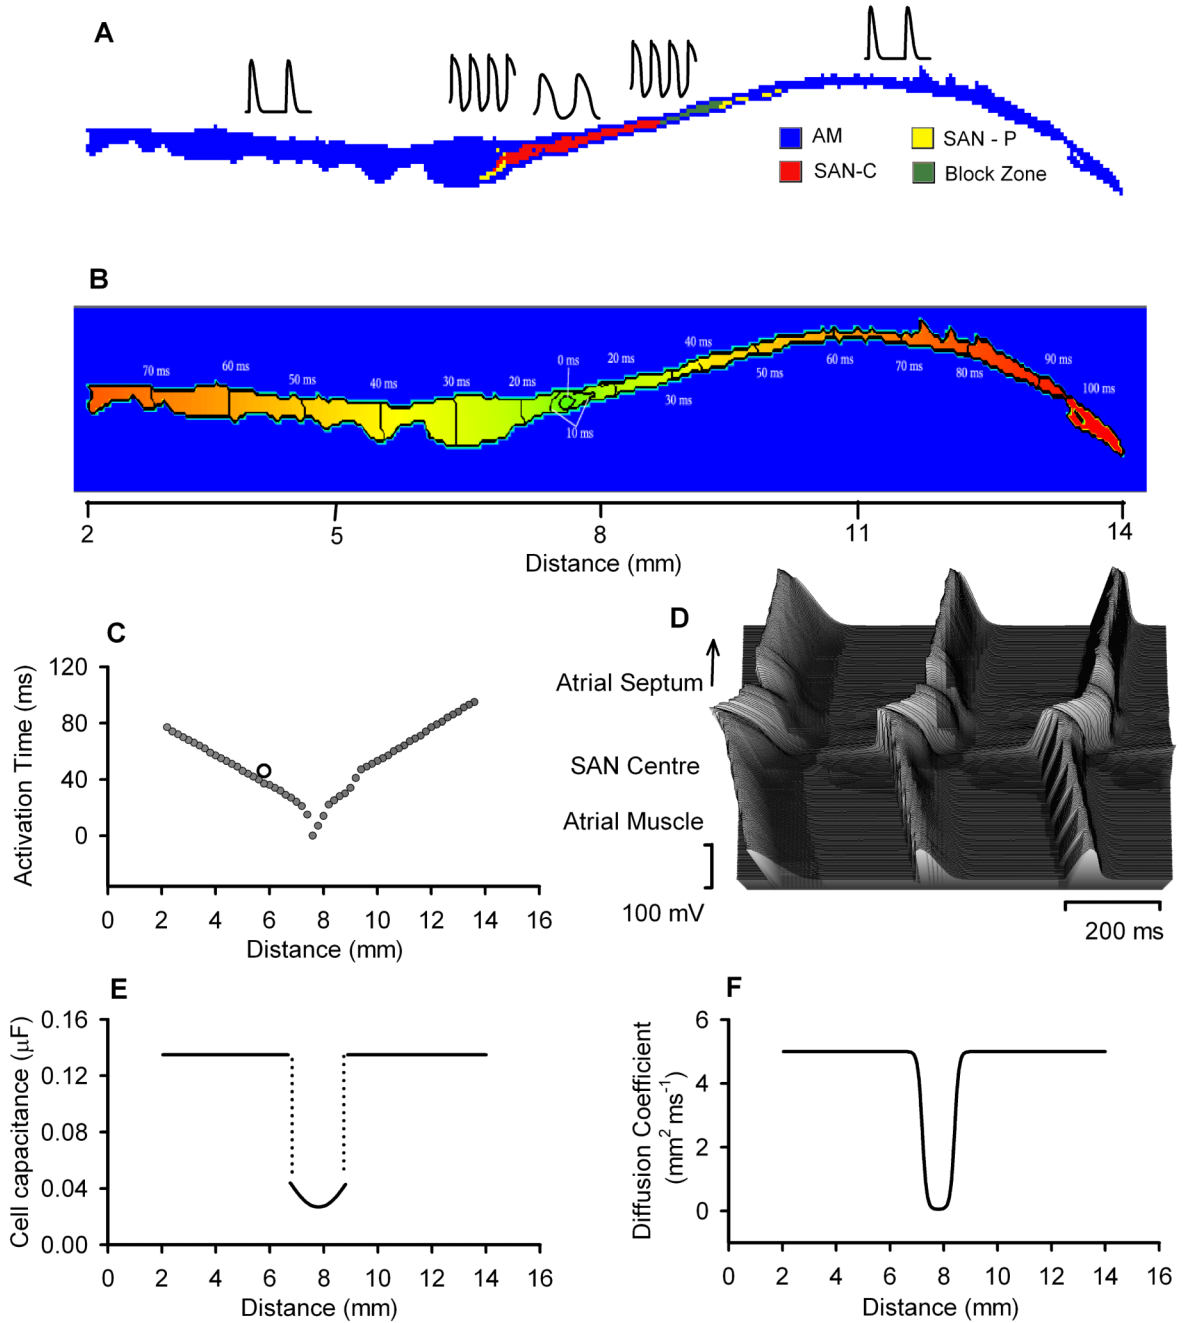 A
AM
SAN - P
SAN-C
Block Zone
B
70 ms
60 ms
50 ms
40 ms
30 ms
20 ms
0 ms
10 ms
20 ms
30 ms
40 ms
50 ms
60 ms
70 ms
80 ms
90 ms
100 ms
2 5 8 11 14
Distance (mm)
C
Activation Time (ms)
120
80
40
0
0 2 4 6 8 10 12 14 16
Distance (mm)
D
Atrial Septum
SAN Centre
Atrial Muscle
100 mV
200 ms
E
Cell capacitance (µF)
0.16
0.12
0.08
0.04
0.00
0 2 4 6 8 10 12 14 16
Distance (mm)
F
Diffusion Coefficient
(mm² ms⁻¹)
6
4
2
0
0 2 4 6 8 10 12 14 16
Distance (mm)